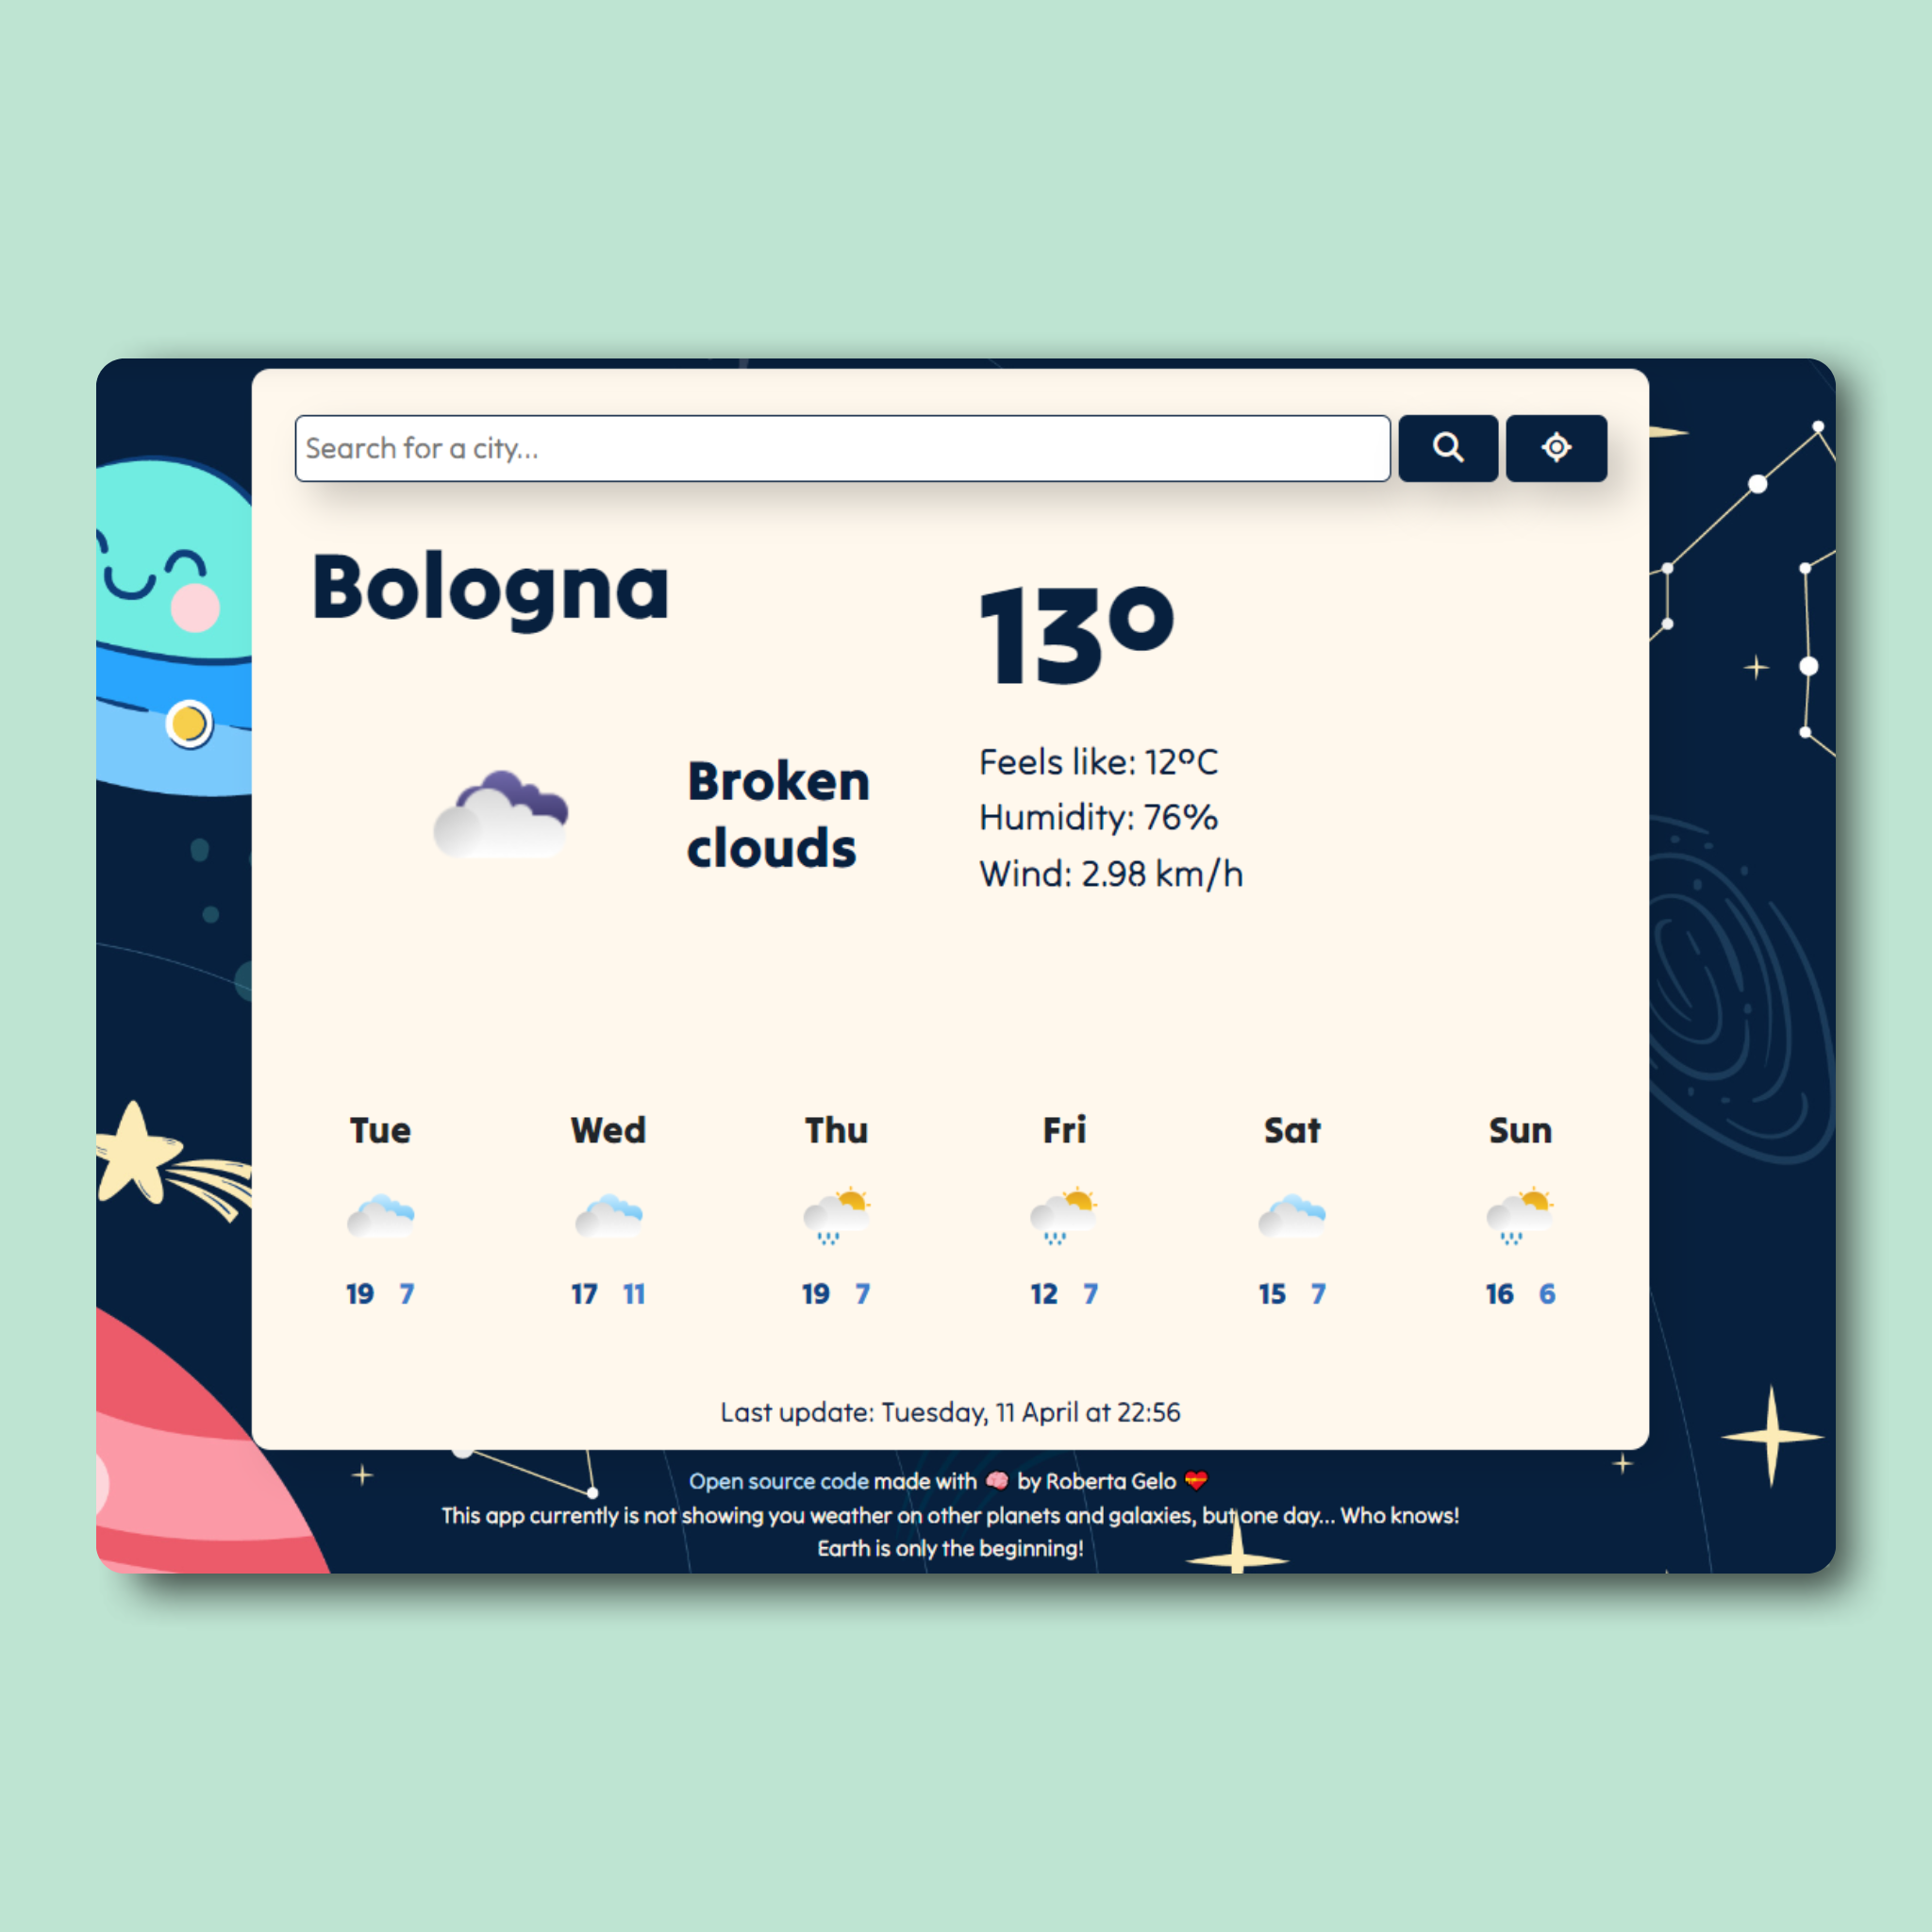 Search for a city...
Bologna
13°
Broken
clouds
Feels like: 12°C
Humidity: 76%
Wind: 2.98 km/h
Tue Wed Thu Fri Sat Sun
19 7 17 11 19 7 12 7 15 7 16 6
Last update: Tuesday, 11 April at 22:56
Open source code made with 🧠 by Roberta Gelo
This app currently is not showing you weather on other planets and galaxies, but one day... Who knows!
Earth is only the beginning!